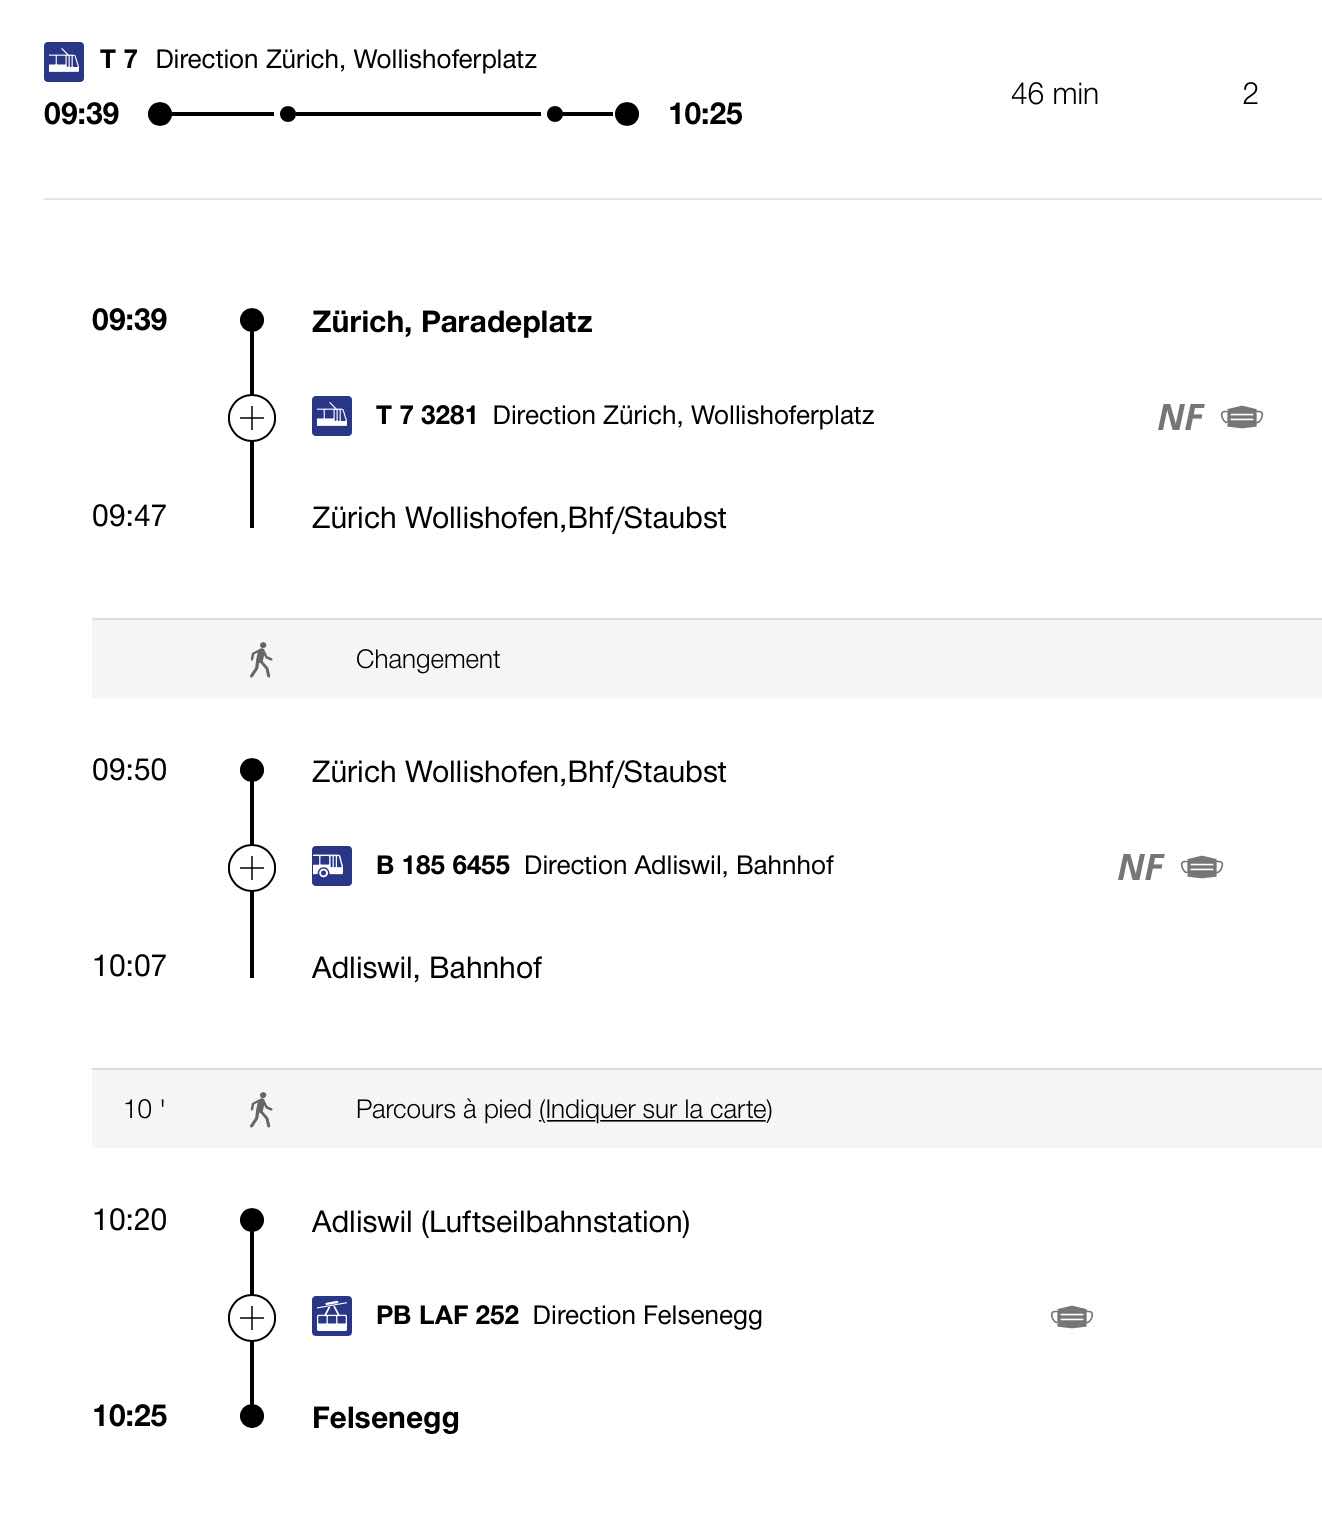 T 7 Direction Zürich, Wollishoferplatz
09:39 10:25 46 min 2
09:39 Zürich, Paradeplatz
T 7 3281 Direction Zürich, Wollishoferplatz NF
09:47 Zürich Wollishofen,Bhf/Staubst
Changement
09:50 Zürich Wollishofen,Bhf/Staubst
B 185 6455 Direction Adliswil, Bahnhof NF
10:07 Adliswil, Bahnhof
10 ' Parcours à pied (Indiquer sur la carte)
10:20 Adliswil (Luftseilbahnstation)
PB LAF 252 Direction Felsenegg
10:25 Felsenegg